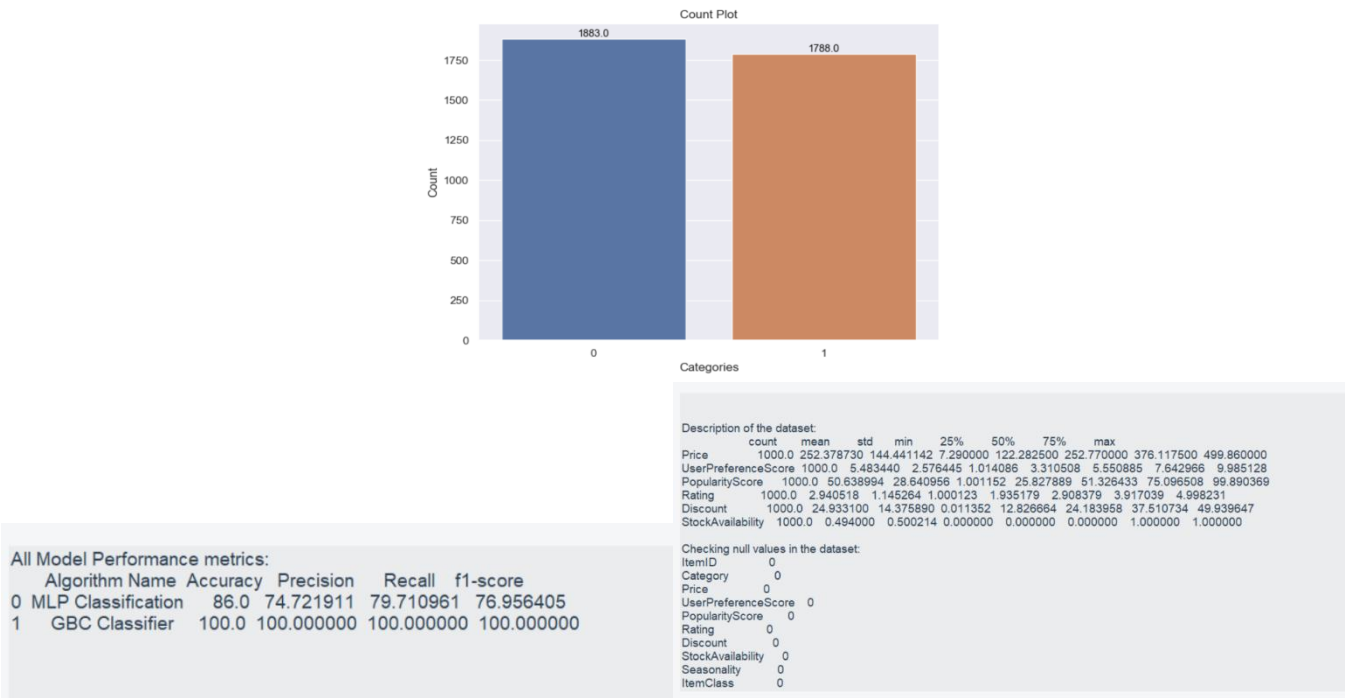 Count Plot
1883.0
1788.0
1750
1500
1250
1000
750
500
250
0
Count
0 1
Categories
Description of the dataset:
count mean std min 25% 50% 75% max
Price 1000.0 252.378730 144.441142 7.290000 122.282500 252.770000 376.117500 499.860000
UserPreferenceScore 1000.0 5.483440 2.576445 1.014086 3.310508 5.550885 7.642966 9.985128
PopularityScore 1000.0 50.638994 28.640956 1.001152 25.827889 51.326433 75.096508 99.890369
Rating 1000.0 2.940518 1.145264 1.000123 1.935179 2.908379 3.917039 4.998231
Discount 1000.0 24.933100 14.375890 0.011352 12.826664 24.183958 37.510734 49.939647
StockAvailability 1000.0 0.494000 0.500214 0.000000 0.000000 0.000000 1.000000 1.000000
Checking null values in the dataset:
ItemID 0
Category 0
Price 0
UserPreferenceScore 0
PopularityScore 0
Rating 0
Discount 0
StockAvailability 0
Seasonality 0
ItemClass 0
All Model Performance metrics:
Algorithm Name Accuracy Precision Recall f1-score
0 MLP Classification 86.0 74.721911 79.710961 76.956405
1 GBC Classifier 100.0 100.000000 100.000000 100.000000